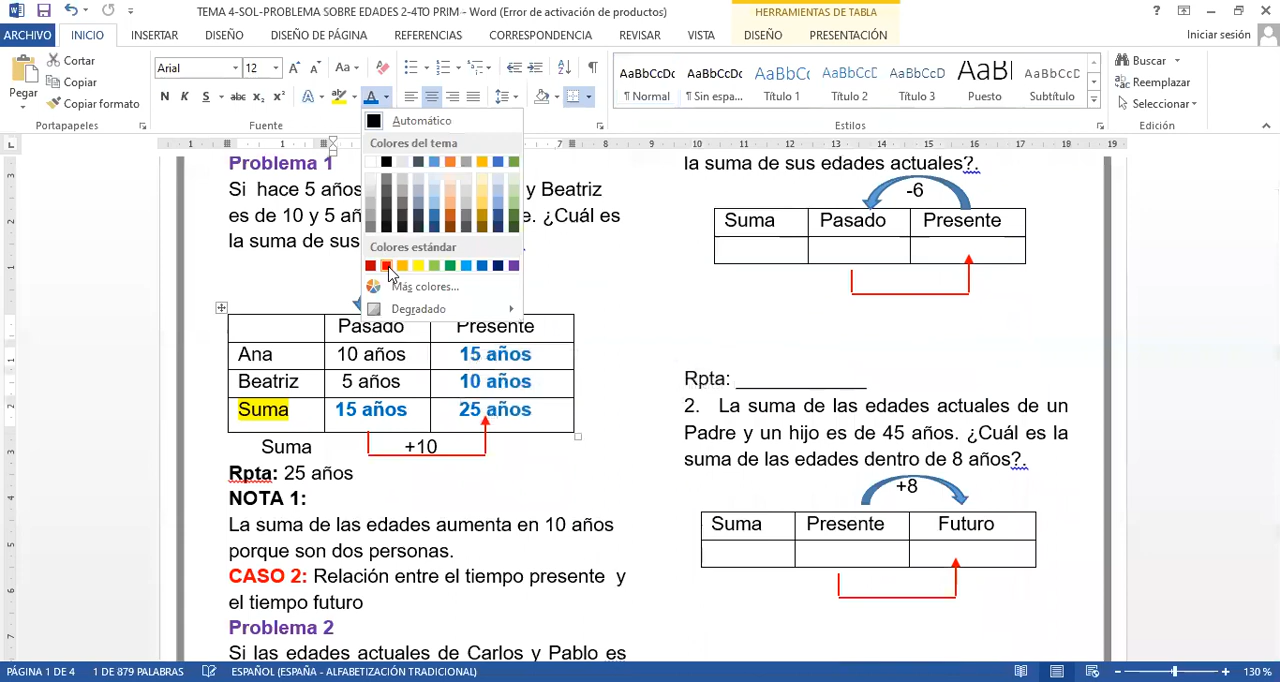 TEMA 4-SOL-PROBLEMA SOBRE EDADES 2-4TO PRIM - Word (Error de activación de productos)
HERRAMIENTAS DE TABLA
ARCHIVO INICIO INSERTAR DISEÑO DISEÑO DE PÁGINA REFERENCIAS CORRESPONDENCIA REVISAR VISTA DISEÑO PRESENTACIÓN Iniciar sesión
Pegar
Cortar
Copiar
Copiar formato
Portapapeles
Arial 12
Fuente
AaBbCcDc AaBbCcDc AaBbCc AaBbCc AaBbCcD AaBl AaBbCcD
¶ Normal ¶ Sin espa... Título 1 Título 2 Título 3 Puesto Subtítulo
Estilos
Buscar
Reemplazar
Seleccionar
Edición
Automático
Colores del tema
Colores estándar
Más colores...
Degradado
Problema 1
Si hace 5 años y Beatriz
es de 10 y 5 añ e. ¿Cuál es
la suma de sus
Pasado Presente
Ana 10 años 15 años
Beatriz 5 años 10 años
Suma 15 años 25 años
Suma +10
Rpta: 25 años
NOTA 1:
La suma de las edades aumenta en 10 años
porque son dos personas.
CASO 2: Relación entre el tiempo presente y
el tiempo futuro
Problema 2
Si las edades actuales de Carlos y Pablo es
la suma de sus edades actuales?.
-6
Suma Pasado Presente
Rpta: _____________
2. La suma de las edades actuales de un
Padre y un hijo es de 45 años. ¿Cuál es la
suma de las edades dentro de 8 años?.
+8
Suma Presente Futuro
PÁGINA 1 DE 4 1 DE 879 PALABRAS ESPAÑOL (ESPAÑA - ALFABETIZACIÓN TRADICIONAL) 130 %